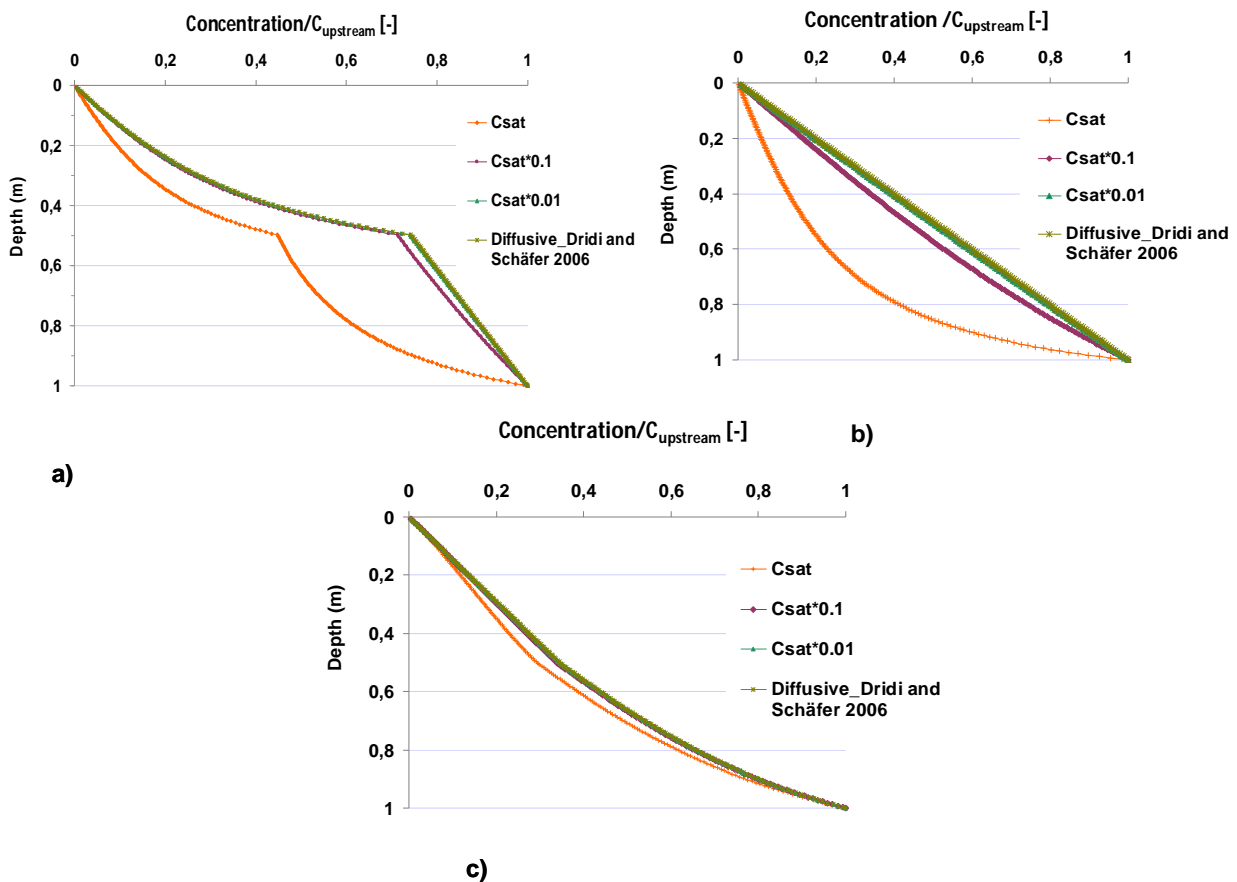 Concentration/Cupstream [-]
0 0,2 0,4 0,6 0,8 1
0
0,2
0,4
0,6
0,8
1
Depth (m)
Csat
Csat*0.1
Csat*0.01
Diffusive_Dridi and
Schäfer 2006
a)
Concentration /Cupstream [-]
0 0,2 0,4 0,6 0,8 1
0
0,2
0,4
0,6
0,8
1
Depth (m)
Csat
Csat*0.1
Csat*0.01
Diffusive_Dridi and
Schäfer 2006
b)
Concentration/Cupstream [-]
0 0,2 0,4 0,6 0,8 1
0
0,2
0,4
0,6
0,8
1
Depth (m)
Csat
Csat*0.1
Csat*0.01
Diffusive_Dridi and
Schäfer 2006
c)